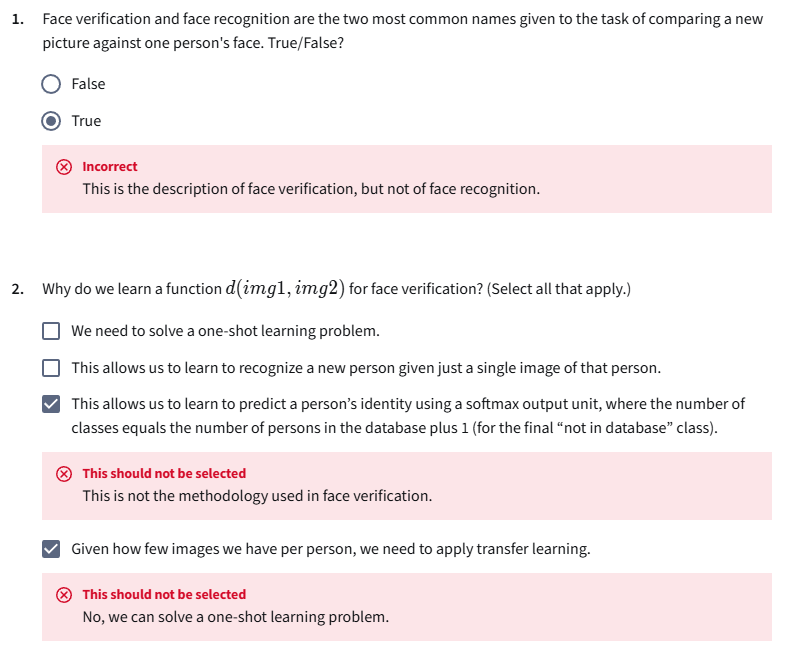 1. Face verification and face recognition are the two most common names given to the task of comparing a new
picture against one person's face. True/False?
False
True
Incorrect
This is the description of face verification, but not of face recognition.
2. Why do we learn a function d(img1, img2) for face verification? (Select all that apply.)
We need to solve a one-shot learning problem.
This allows us to learn to recognize a new person given just a single image of that person.
This allows us to learn to predict a person’s identity using a softmax output unit, where the number of
classes equals the number of persons in the database plus 1 (for the final “not in database” class).
This should not be selected
This is not the methodology used in face verification.
Given how few images we have per person, we need to apply transfer learning.
This should not be selected
No, we can solve a one-shot learning problem.